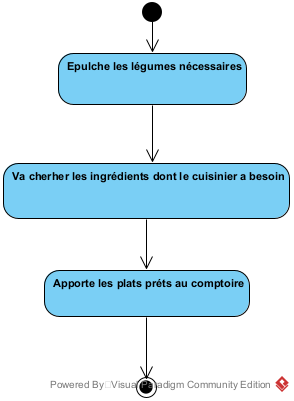 Epulche les légumes nécessaires
Va cherher les ingrédients dont le cuisinier a besoin
Apporte les plats préts au comptoire
Powered By Visual Paradigm Community Edition